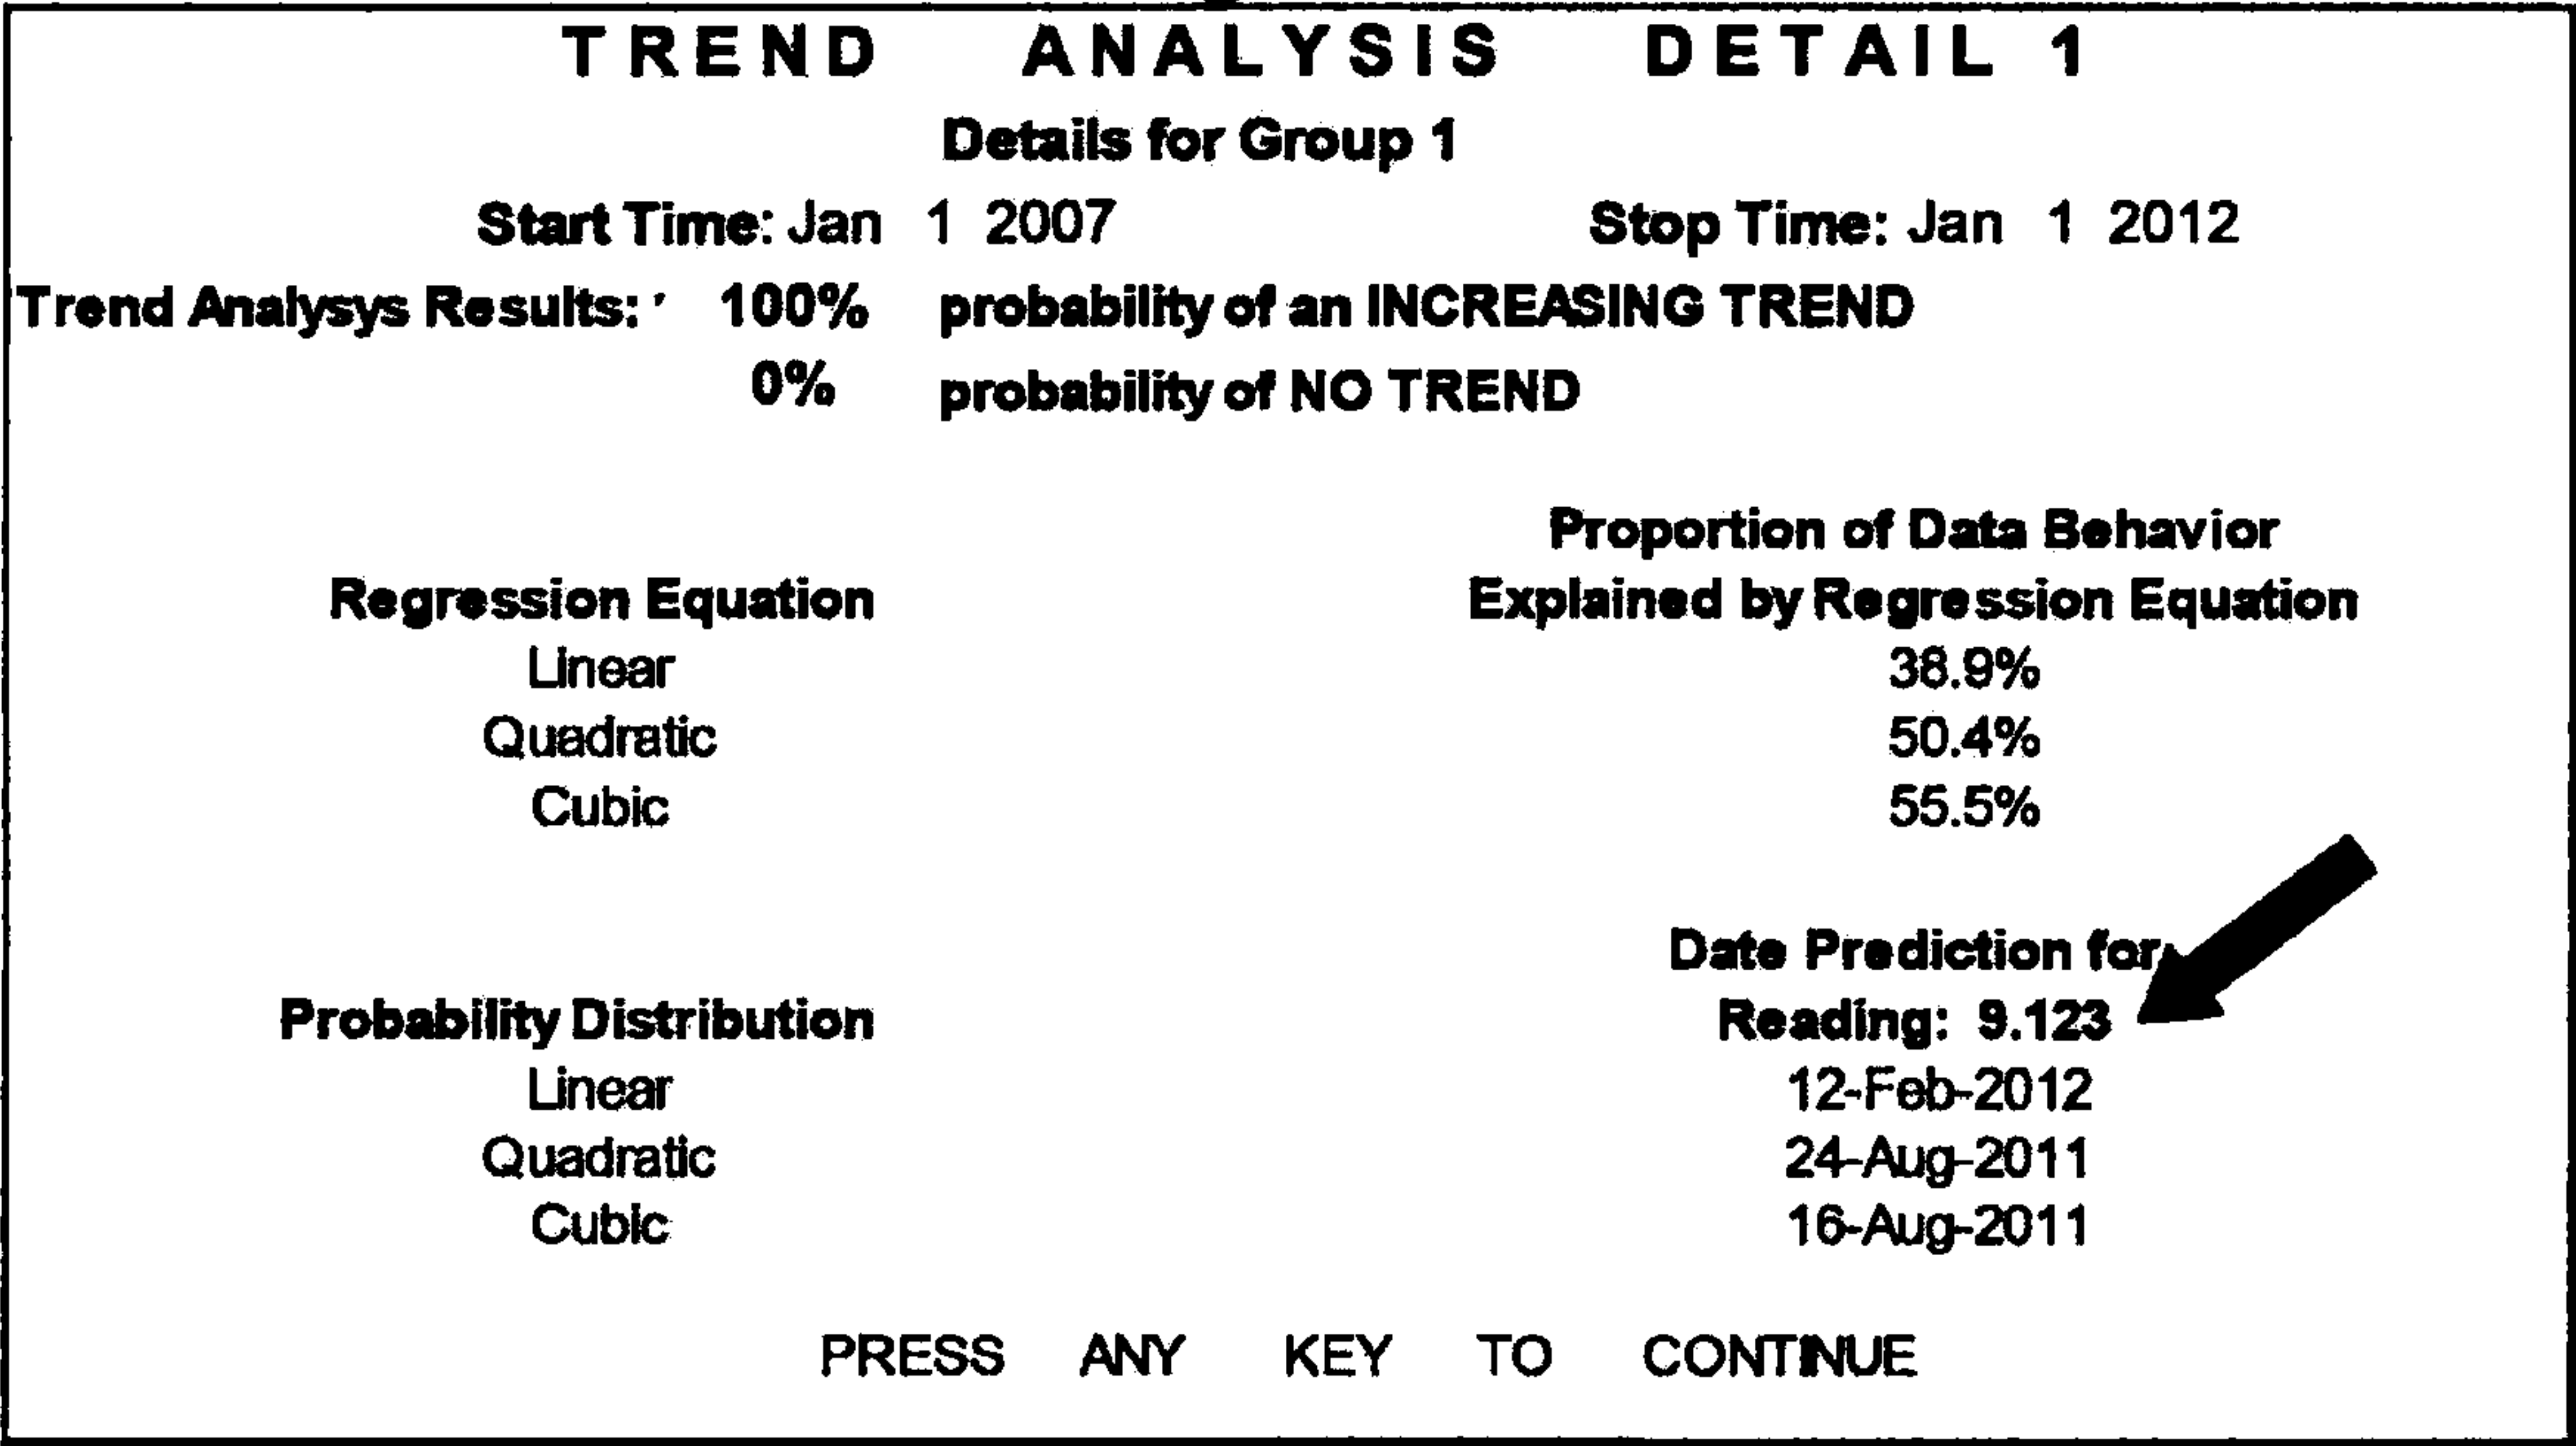 TREND ANALYSIS DETAIL 1
Details for Group 1
Start Time: Jan 1 2007 Stop Time: Jan 1 2012
Trend Analysys Results: 100% probability of an INCREASING TREND
0% probability of NO TREND
Proportion of Data Behavior
Regression Equation Explained by Regression Equation
Linear 38.9%
Quadratic 50.4%
Cubic 55.5%
Date Prediction for
Probability Distribution Reading: 9.123
Linear 12-Feb-2012
Quadratic 24-Aug-2011
Cubic 16-Aug-2011
PRESS ANY KEY TO CONTINUE